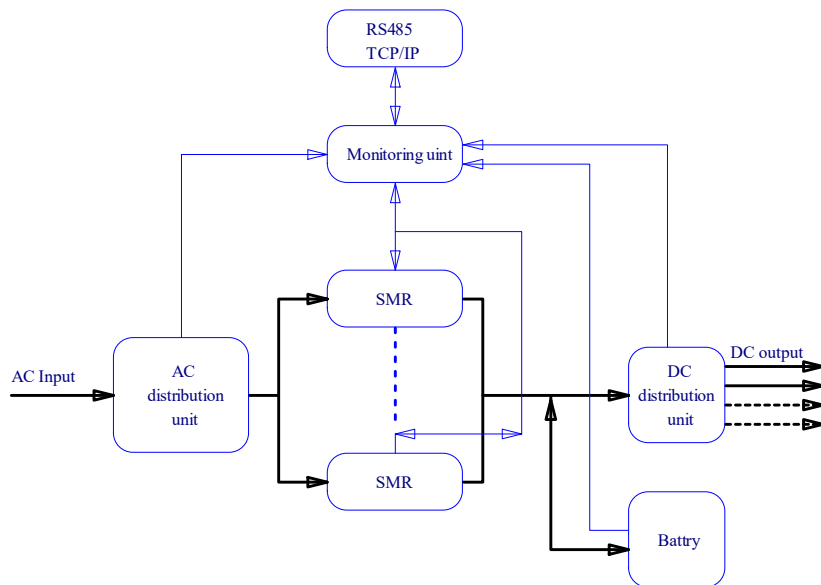 RS485
TCP/IP
Monitoring uint
SMR
AC Input
AC
distribution
unit
DC
distribution
unit
DC output
SMR
Battry